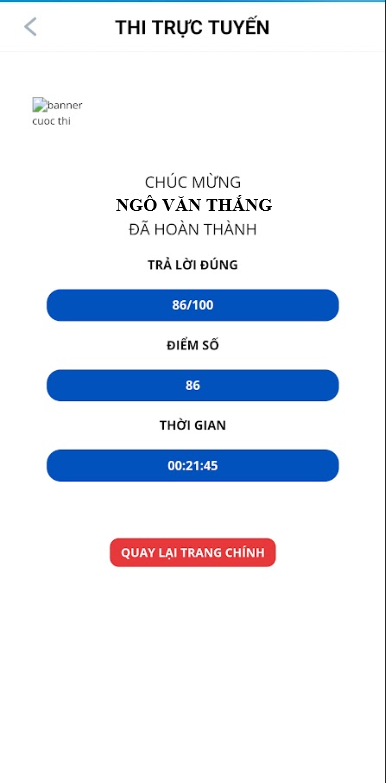 THI TRỰC TUYẾN
banner
cuoc thi
CHÚC MỪNG
NGÔ VĂN THẮNG
ĐÃ HOÀN THÀNH
TRẢ LỜI ĐÚNG
86/100
ĐIỂM SỐ
86
THỜI GIAN
00:21:45
QUAY LẠI TRANG CHÍNH